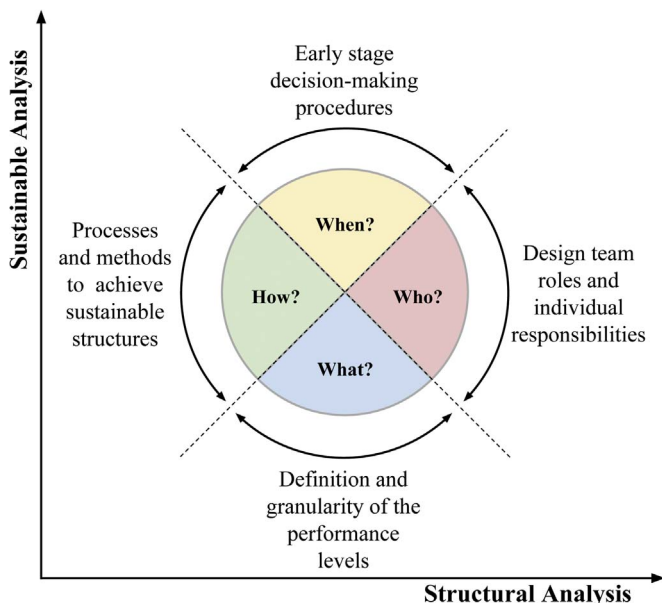 Sustainable Analysis
Early stage
decision-making
procedures
When?
Processes
and methods
to achieve
sustainable
structures
How?
Who?
Design team
roles and
individual
responsibilities
What?
Definition and
granularity of the
performance
levels
Structural Analysis